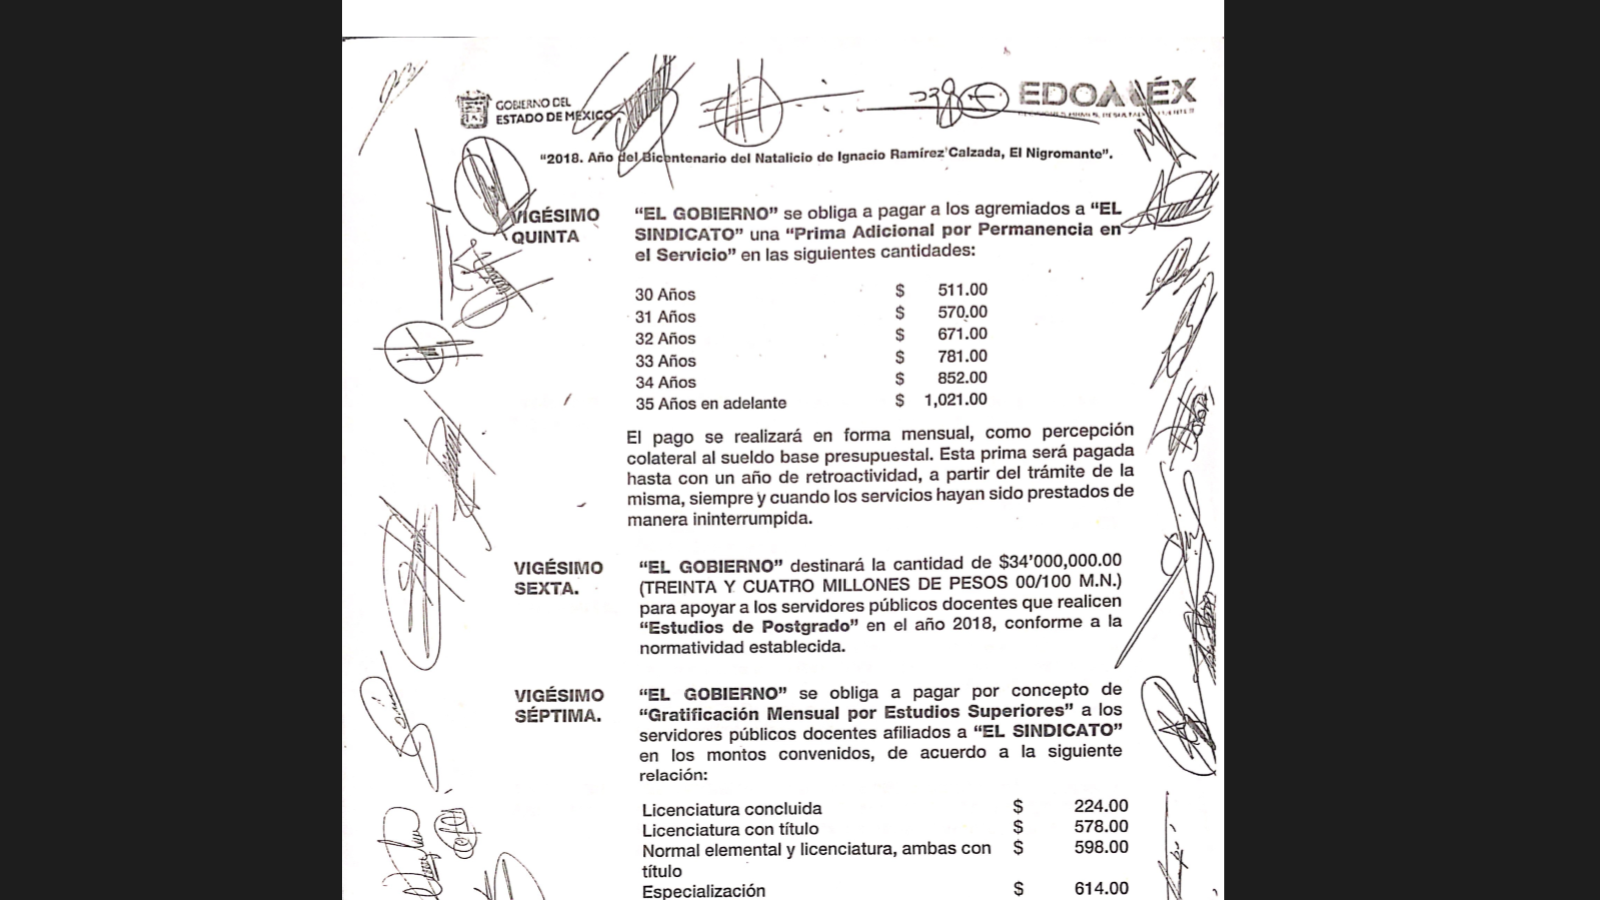 GOBIERNO DEL
ESTADO DE MÉXICO
EDOMÉX
“2018. Año del Bicentenario del Natalicio de Ignacio Ramírez Calzada, El Nigromante”.
VIGÉSIMO QUINTA
“EL GOBIERNO” se obliga a pagar a los agremiados a “EL
SINDICATO” una “Prima Adicional por Permanencia en
el Servicio” en las siguientes cantidades:
30 Años $ 511.00
31 Años $ 570.00
32 Años $ 671.00
33 Años $ 781.00
34 Años $ 852.00
35 Años en adelante $ 1,021.00
El pago se realizará en forma mensual, como percepción
colateral al sueldo base presupuestal. Esta prima será pagada
hasta con un año de retroactividad, a partir del trámite de la
misma, siempre y cuando los servicios hayan sido prestados de
manera ininterrumpida.
VIGÉSIMO SEXTA.
“EL GOBIERNO” destinará la cantidad de $34’000,000.00
(TREINTA Y CUATRO MILLONES DE PESOS 00/100 M.N.)
para apoyar a los servidores públicos docentes que realicen
“Estudios de Postgrado” en el año 2018, conforme a la
normatividad establecida.
VIGÉSIMO SÉPTIMA.
“EL GOBIERNO” se obliga a pagar por concepto de
“Gratificación Mensual por Estudios Superiores” a los
servidores públicos docentes afiliados a “EL SINDICATO”
en los montos convenidos, de acuerdo a la siguiente
relación:
Licenciatura concluida $ 224.00
Licenciatura con título $ 578.00
Normal elemental y licenciatura, ambas con $ 598.00
título
Especialización $ 614.00